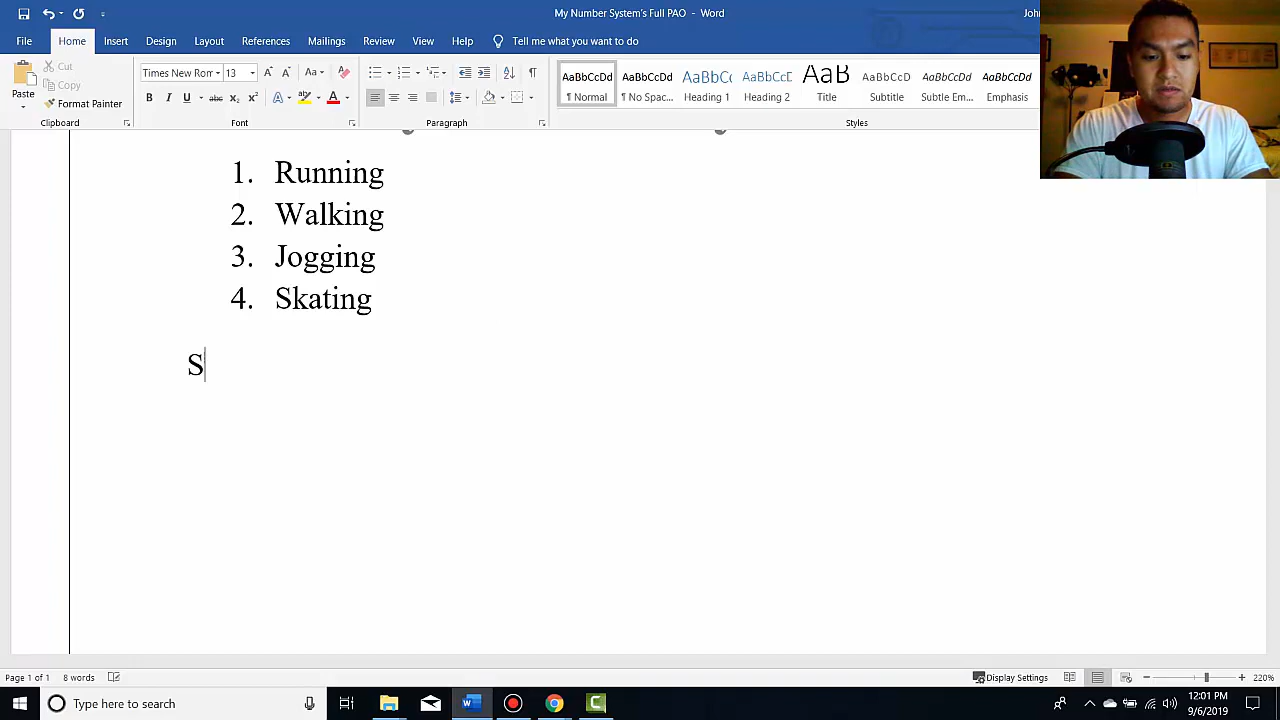 My Number System's Full PAO - Word
Joh
File Home Insert Design Layout References Mailings Review View Help Tell me what you want to do
Paste
Cut
Copy
Format Painter
Clipboard
Times New Ron 13
Font
Paragraph
AaBbCcDd AaBbCcDd AaBbC( AaBbCcE AaB AaBbCcD AaBbCcDd AaBbCcDd
¶ Normal ¶ No Spac... Heading 1 Heading 2 Title Subtitle Subtle Em... Emphasis
Styles
1. Running
2. Walking
3. Jogging
4. Skating
S
Page 1 of 1 8 words Display Settings 220%
Type here to search
12:01 PM
9/6/2019